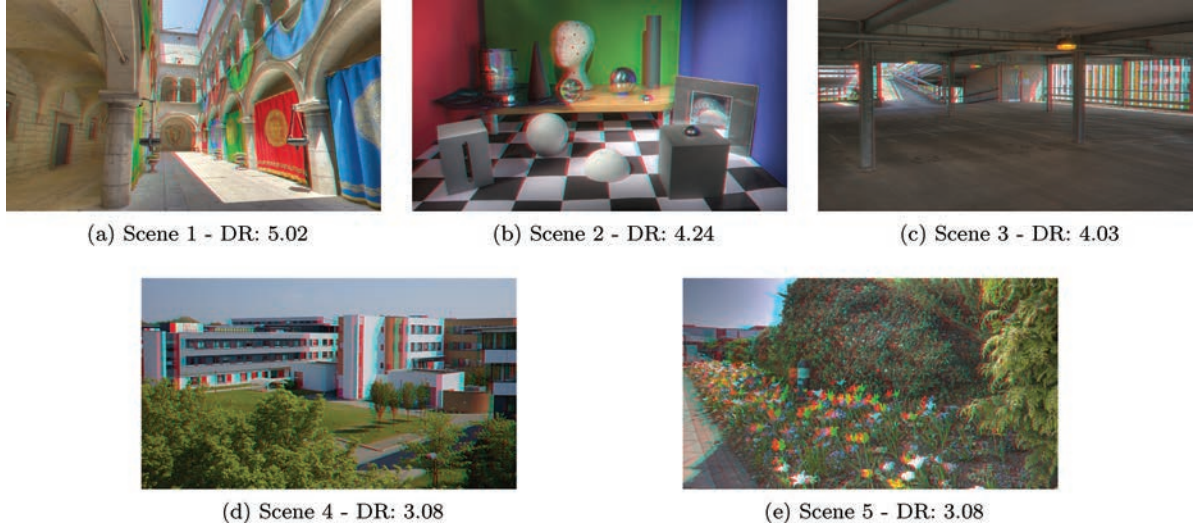 (a) Scene 1 - DR: 5.02
(b) Scene 2 - DR: 4.24
(c) Scene 3 - DR: 4.03
(d) Scene 4 - DR: 3.08
(e) Scene 5 - DR: 3.08